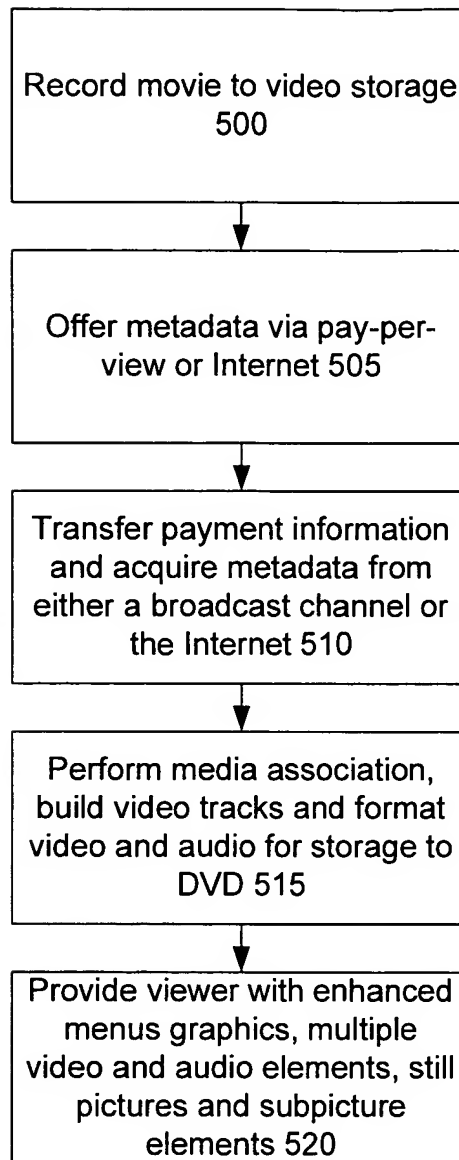 Record movie to video storage
500
Offer metadata via pay-per-
view or Internet 505
Transfer payment information
and acquire metadata from
either a broadcast channel or
the Internet 510
Perform media association,
build video tracks and format
video and audio for storage to
DVD 515
Provide viewer with enhanced
menus graphics, multiple
video and audio elements, still
pictures and subpicture
elements 520